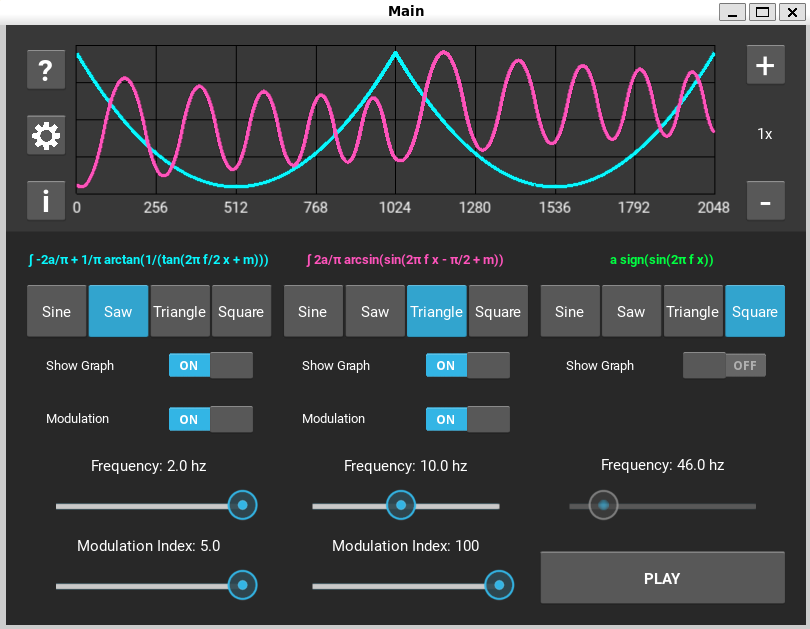 Main
?
+
1x
i
-
0 256 512 768 1024 1280 1536 1792 2048
∫ -2a/π + 1/π arctan(1/(tan(2π f/2 x + m))) ∫ 2a/π arcsin(sin(2π f x - π/2 + m)) a sign(sin(2π f x))
Sine Saw Triangle Square Sine Saw Triangle Square Sine Saw Triangle Square
Show Graph ON Show Graph ON Show Graph OFF
Modulation ON Modulation ON
Frequency: 2.0 hz Frequency: 10.0 hz Frequency: 46.0 hz
Modulation Index: 5.0 Modulation Index: 100
PLAY